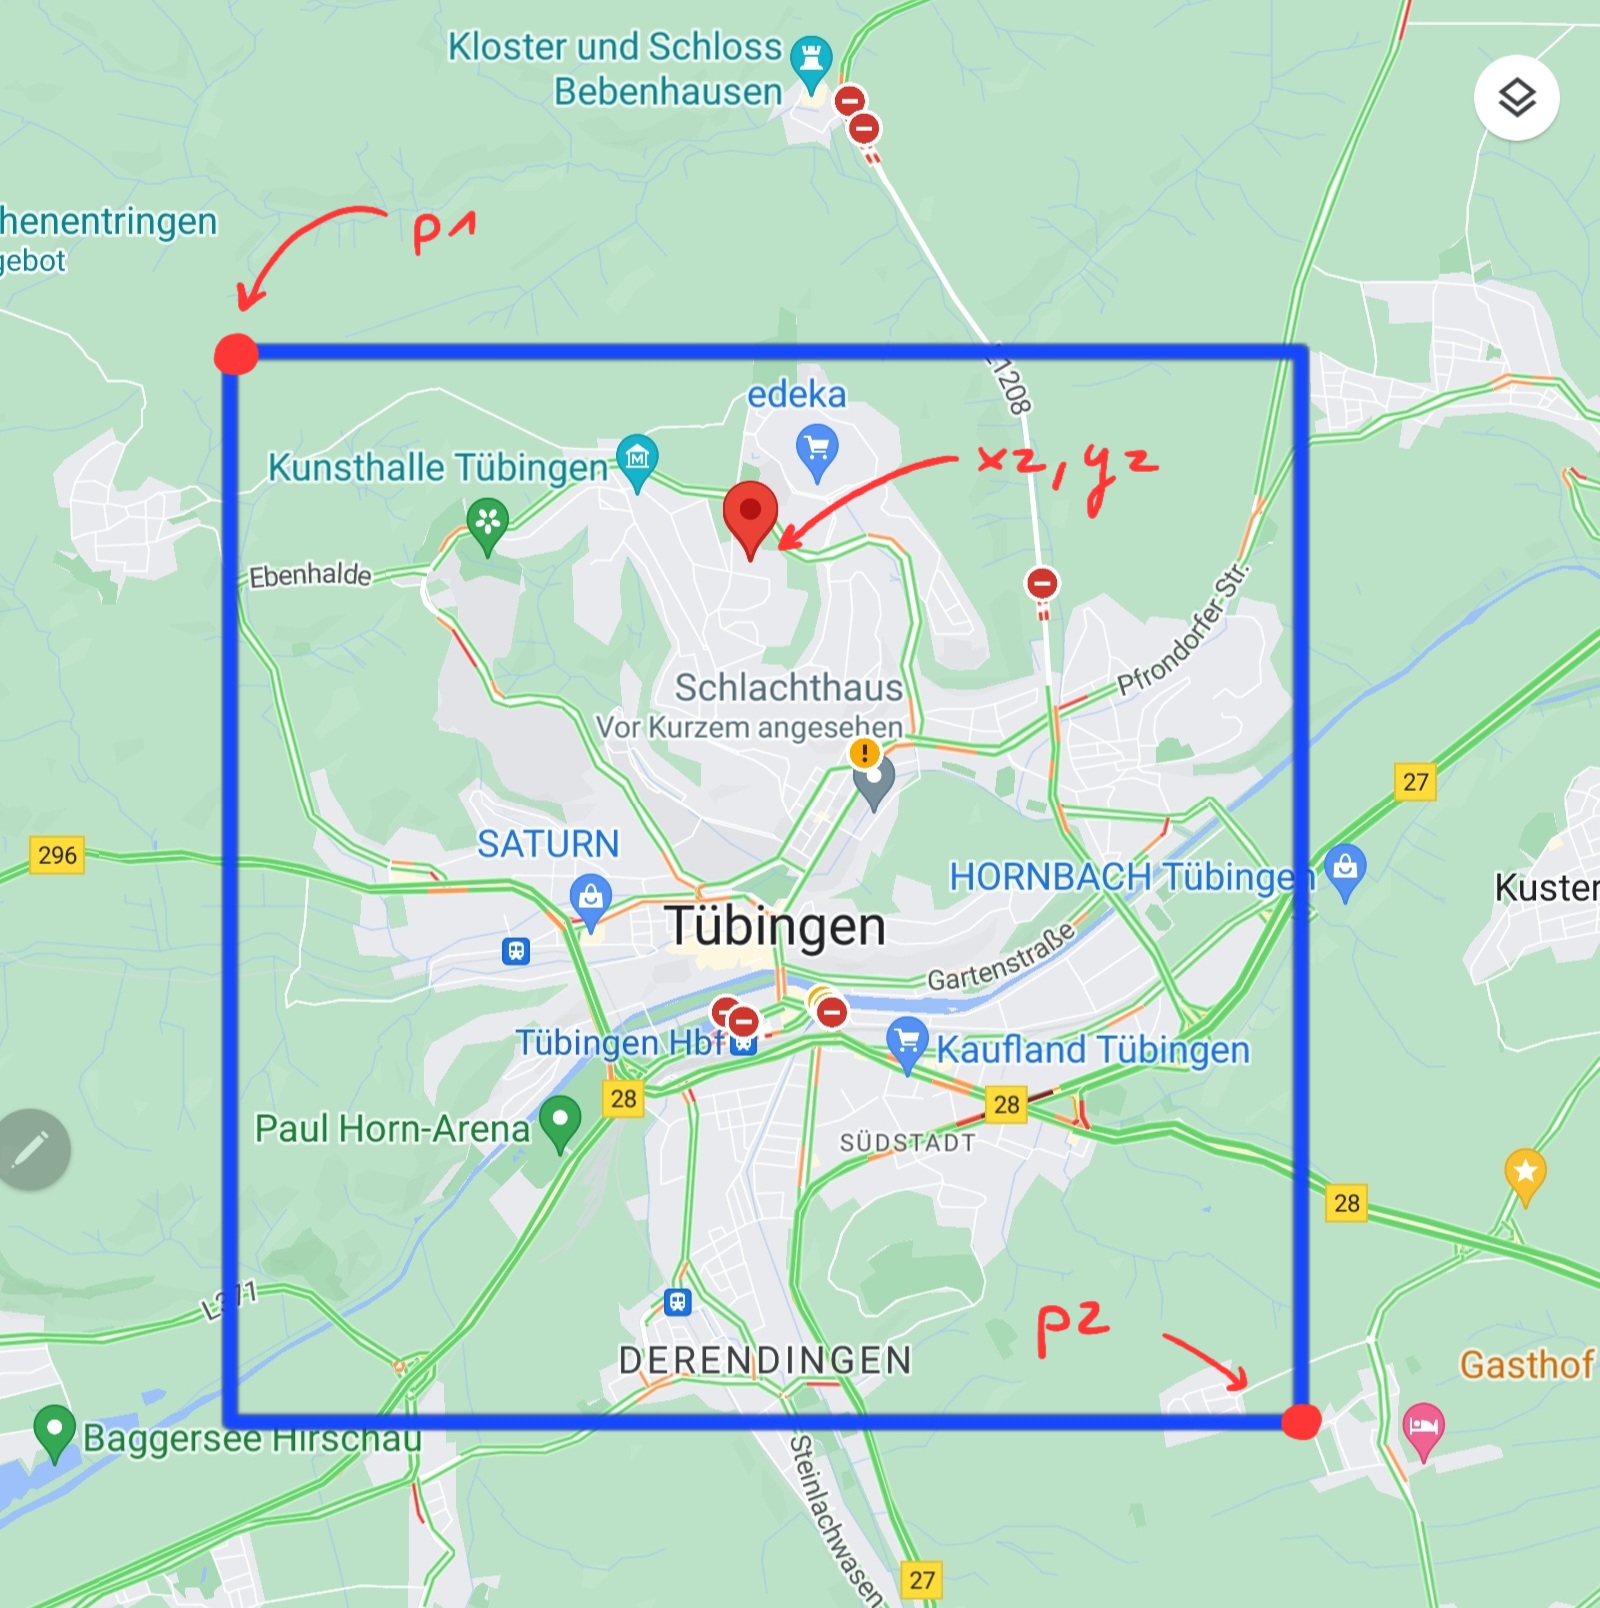 Kloster und Schloss
Bebenhausen
henentringen
gebot
p1
L1208
edeka
Kunsthalle Tübingen
xz, yz
Ebenhalde
Pfrondorfer Str.
Schlachthaus
Vor Kurzem angesehen
27
296
SATURN
HORNBACH Tübingen
Kuster
Tübingen
Gartenstraße
Tübingen Hbf
Kaufland Tübingen
28
28
Paul Horn-Arena
SÜDSTADT
28
L371
p2
DERENDINGEN
Gasthof
Baggersee Hirschau
Steinlachwasen
27